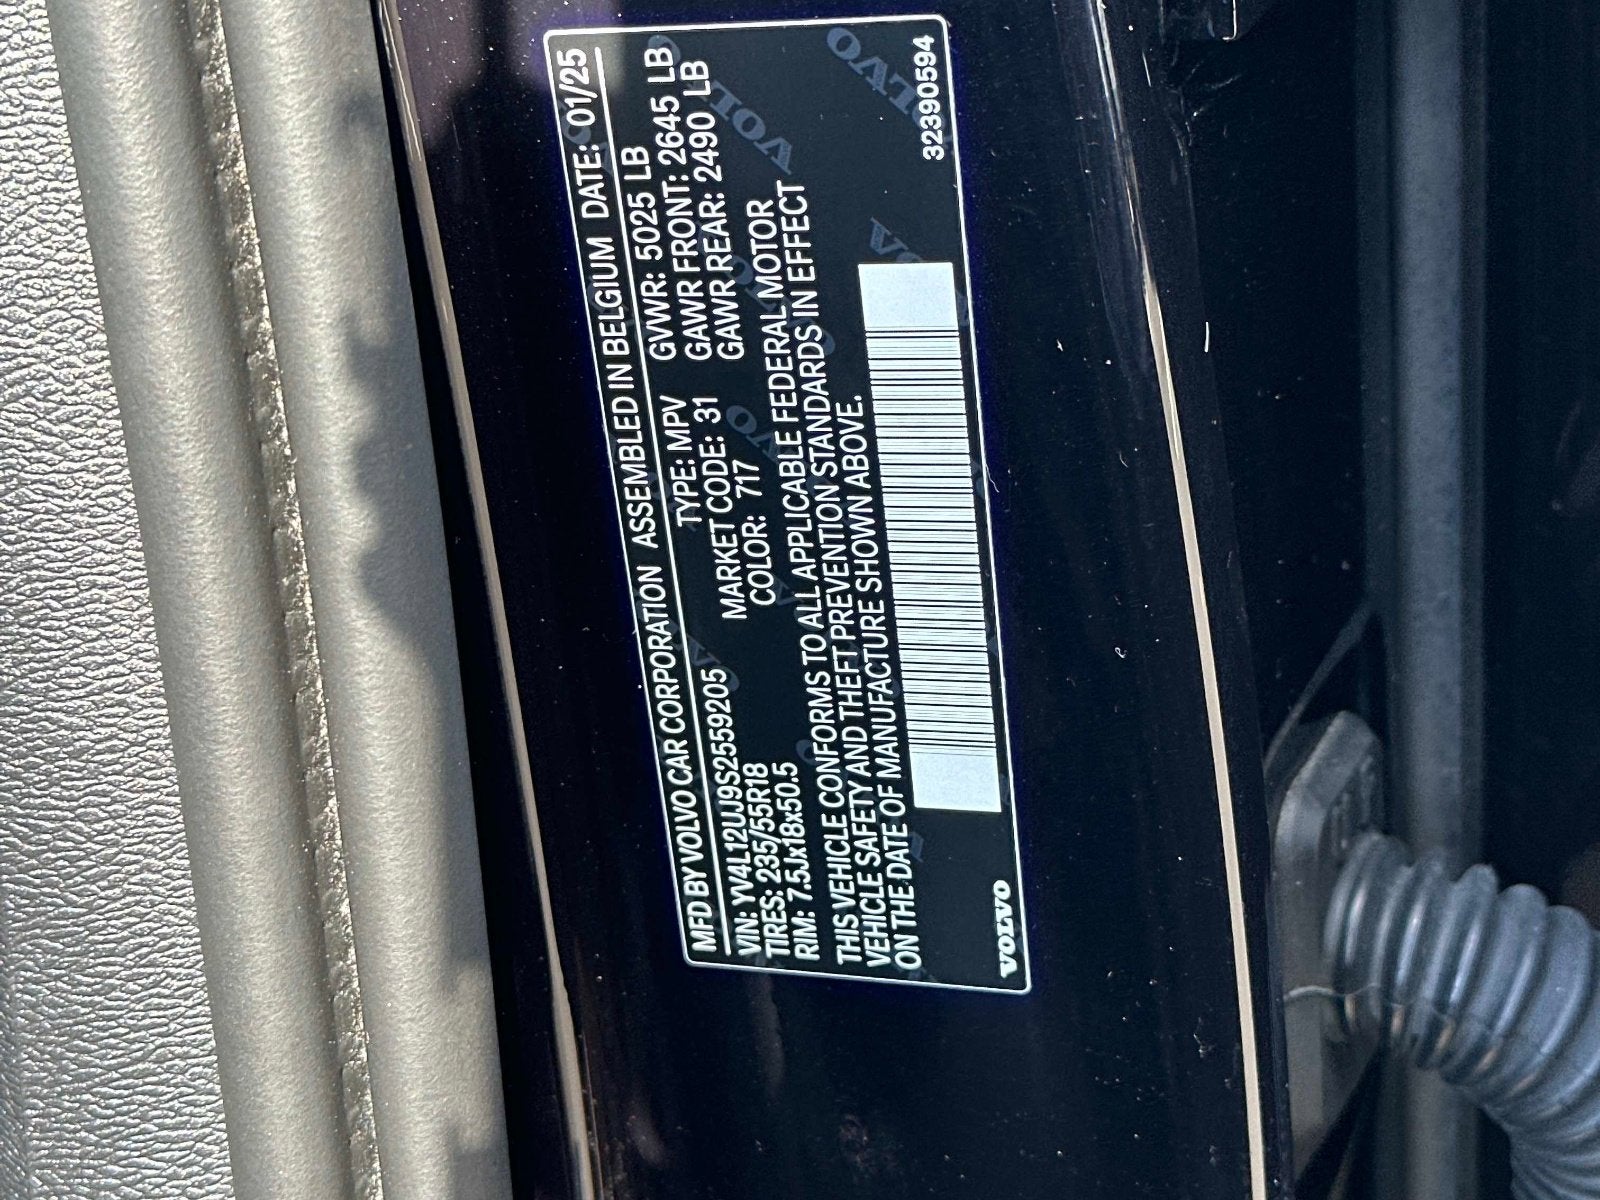 MFD BY VOLVO CAR CORPORATION ASSEMBLED IN BELGIUM DATE: 01/25
VIN: YV4L12UJ9S2559205 TYPE: MPV GVWR: 5025 LB
TIRES: 235/55R18 MARKET CODE: 31 GAWR FRONT: 2645 LB
RIM: 7.5Jx18x50.5 COLOR: 717 GAWR REAR: 2490 LB
THIS VEHICLE CONFORMS TO ALL APPLICABLE FEDERAL MOTOR
VEHICLE SAFETY AND THEFT PREVENTION STANDARDS IN EFFECT
ON THE DATE OF MANUFACTURE SHOWN ABOVE.
VOLVO 32390594